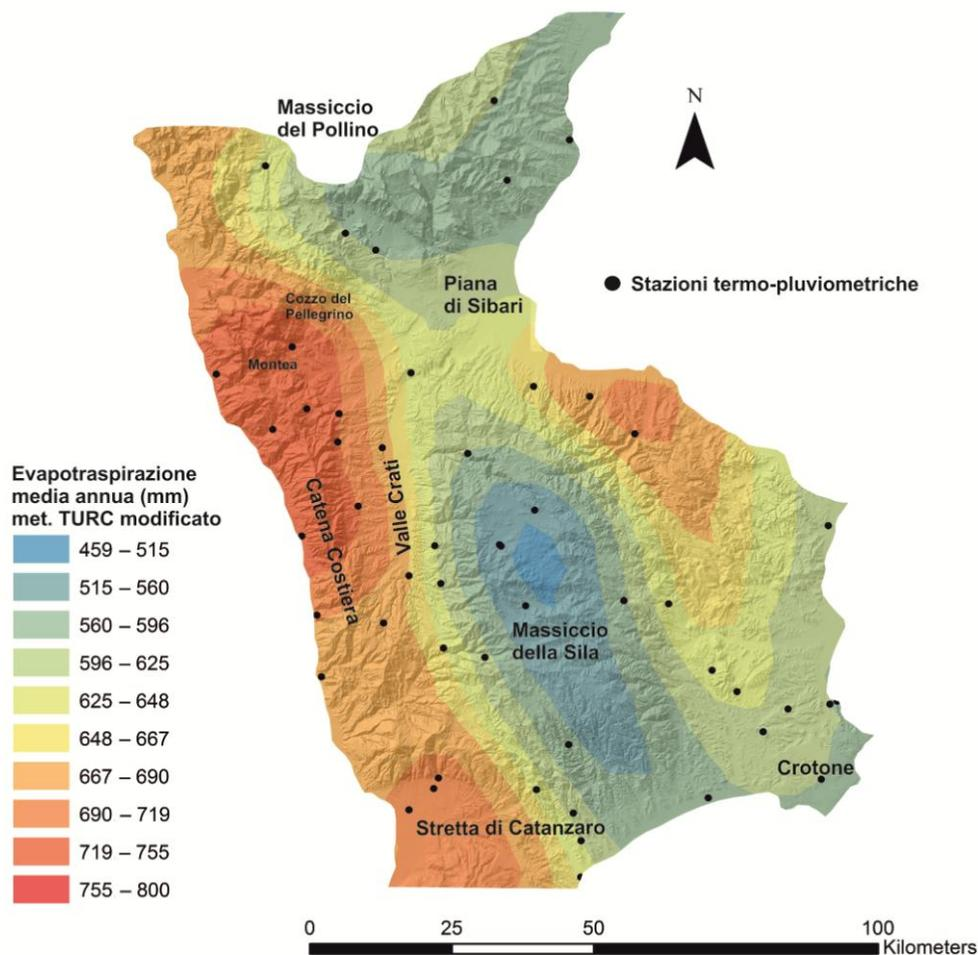 Massiccio
del Pollino
N
Stazioni termo-pluviometriche
Piana
di Sibari
Cozzo del
Pellegrino
Montea
Evapotraspirazione
media annua (mm)
met. TURC modificato
459 – 515
515 – 560
560 – 596
596 – 625
625 – 648
648 – 667
667 – 690
690 – 719
719 – 755
755 – 800
Catena Costiera
Valle Crati
Massiccio
della Sila
Crotone
Stretta di Catanzaro
0 25 50 100
Kilometers